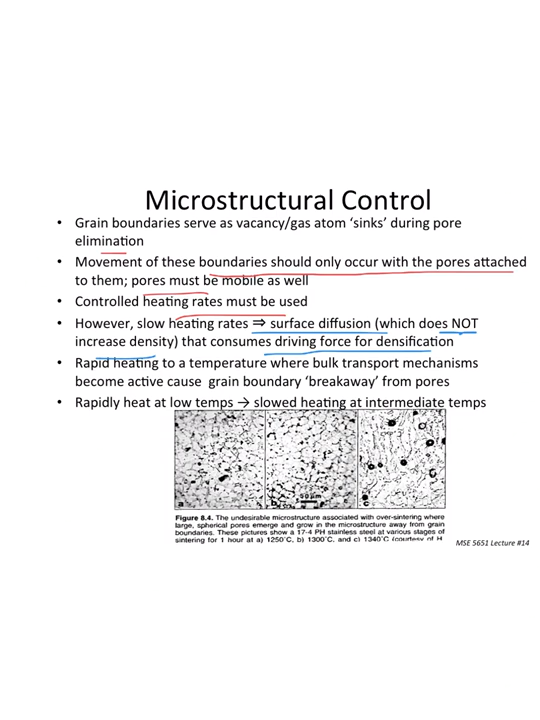 Microstructural Control
• Grain boundaries serve as vacancy/gas atom ‘sinks’ during pore
elimination
• Movement of these boundaries should only occur with the pores attached
to them; pores must be mobile as well
• Controlled heating rates must be used
• However, slow heating rates ⇒ surface diffusion (which does NOT
increase density) that consumes driving force for densification
• Rapid heating to a temperature where bulk transport mechanisms
become active cause grain boundary ‘breakaway’ from pores
• Rapidly heat at low temps → slowed heating at intermediate temps
a b 50 μm c
Figure 8.4. The undesirable microstructure associated with over-sintering where
large, spherical pores emerge and grow in the microstructure away from grain
boundaries. These pictures show a 17-4 PH stainless steel at various stages of
sintering for 1 hour at a) 1250°C, b) 1300°C, and c) 1340°C (courtesy of H.
MSE 5651 Lecture #14